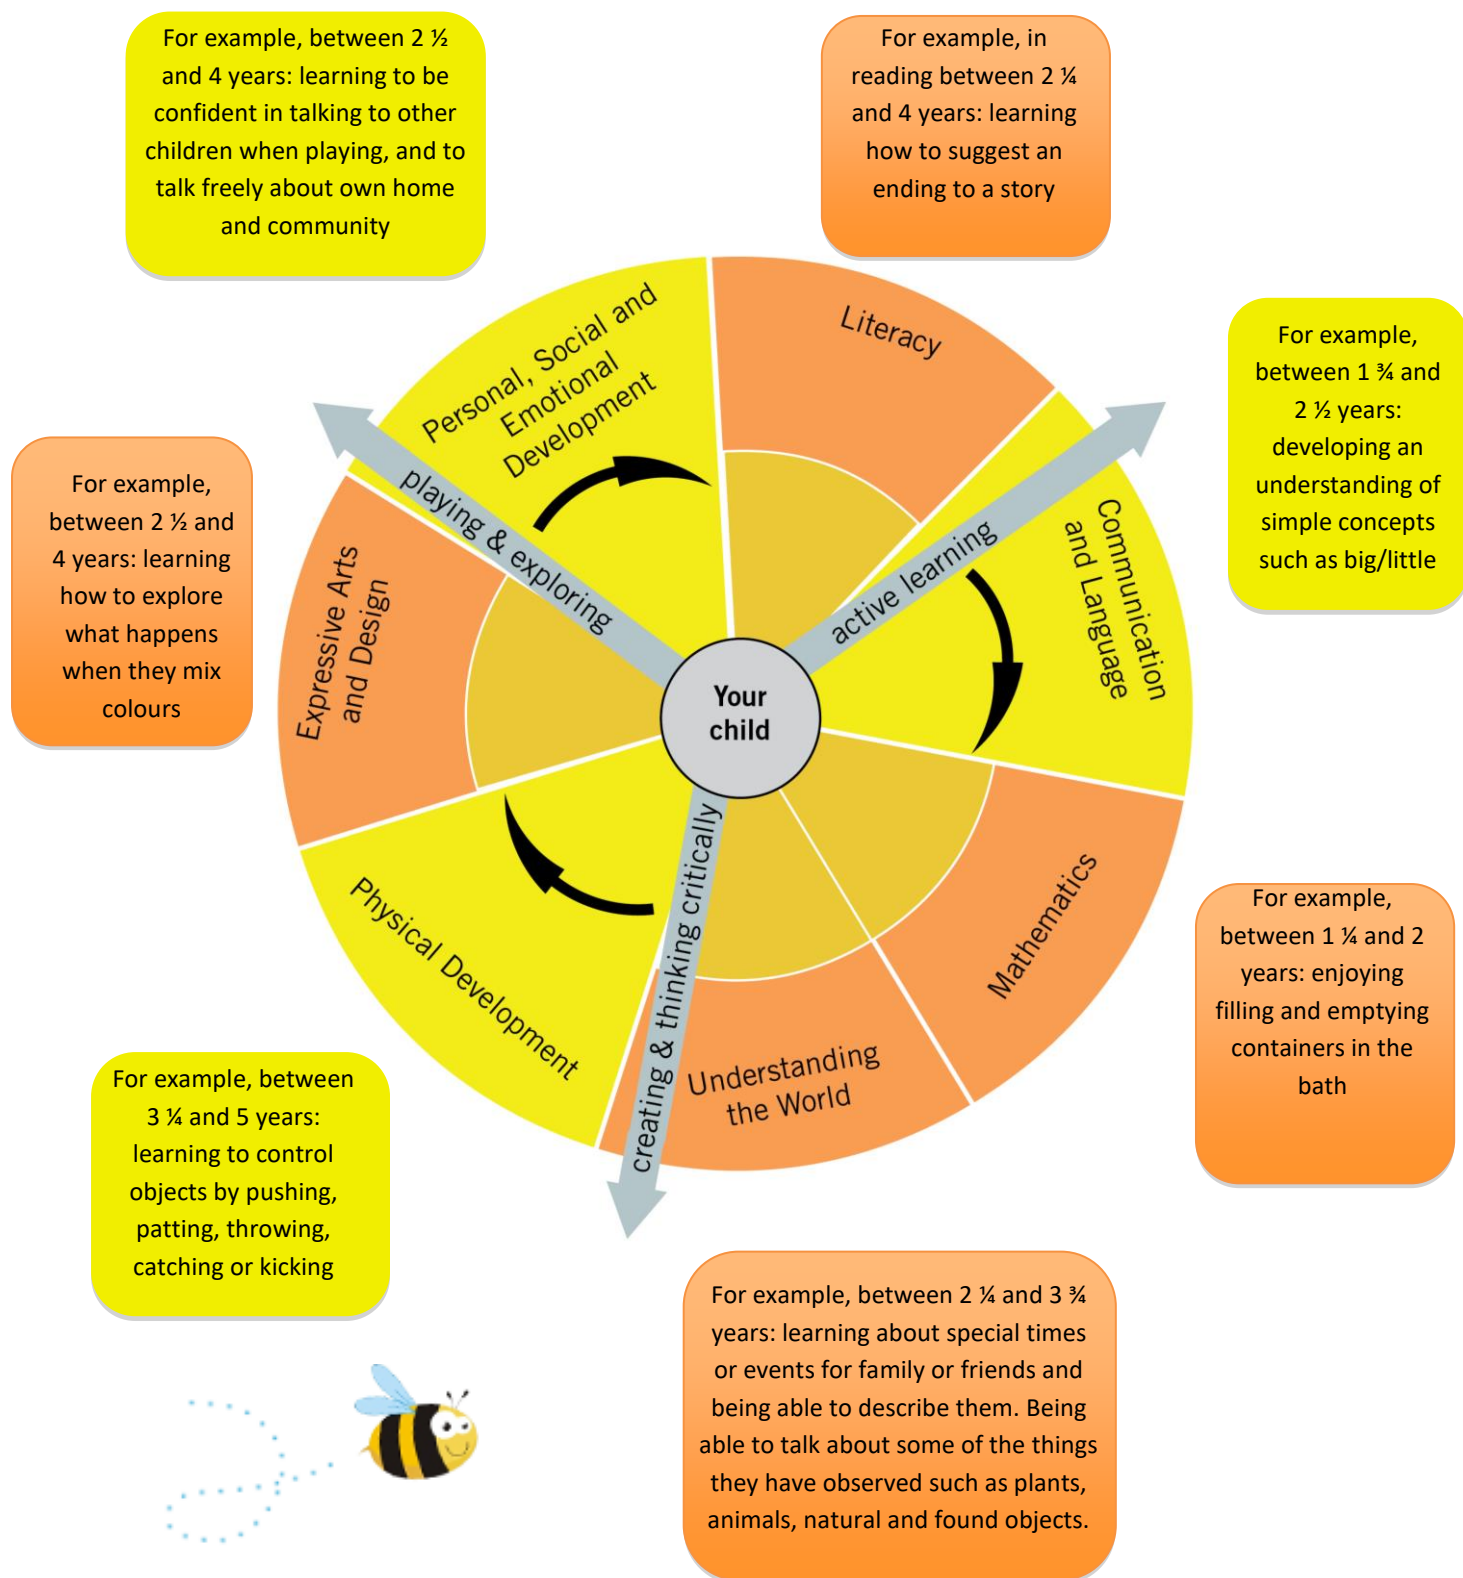 For example, between 2 ½
and 4 years: learning to be
confident in talking to other
children when playing, and to
talk freely about own home
and community
For example, in
reading between 2 ¼
and 4 years: learning
how to suggest an
ending to a story
For example,
between 1 ¾ and
2 ½ years:
developing an
understanding of
simple concepts
such as big/little
For example,
between 2 ½ and
4 years: learning
how to explore
what happens
when they mix
colours
Personal, Social and
Emotional
Development
Literacy
Communication
and Language
Expressive Arts
and Design
playing & exploring
active learning
Your
child
creating & thinking critically
Physical Development
Understanding
the World
Mathematics
For example,
between 1 ¼ and 2
years: enjoying
filling and emptying
containers in the
bath
For example, between
3 ¼ and 5 years:
learning to control
objects by pushing,
patting, throwing,
catching or kicking
For example, between 2 ¼ and 3 ¾
years: learning about special times
or events for family or friends and
being able to describe them. Being
able to talk about some of the things
they have observed such as plants,
animals, natural and found objects.